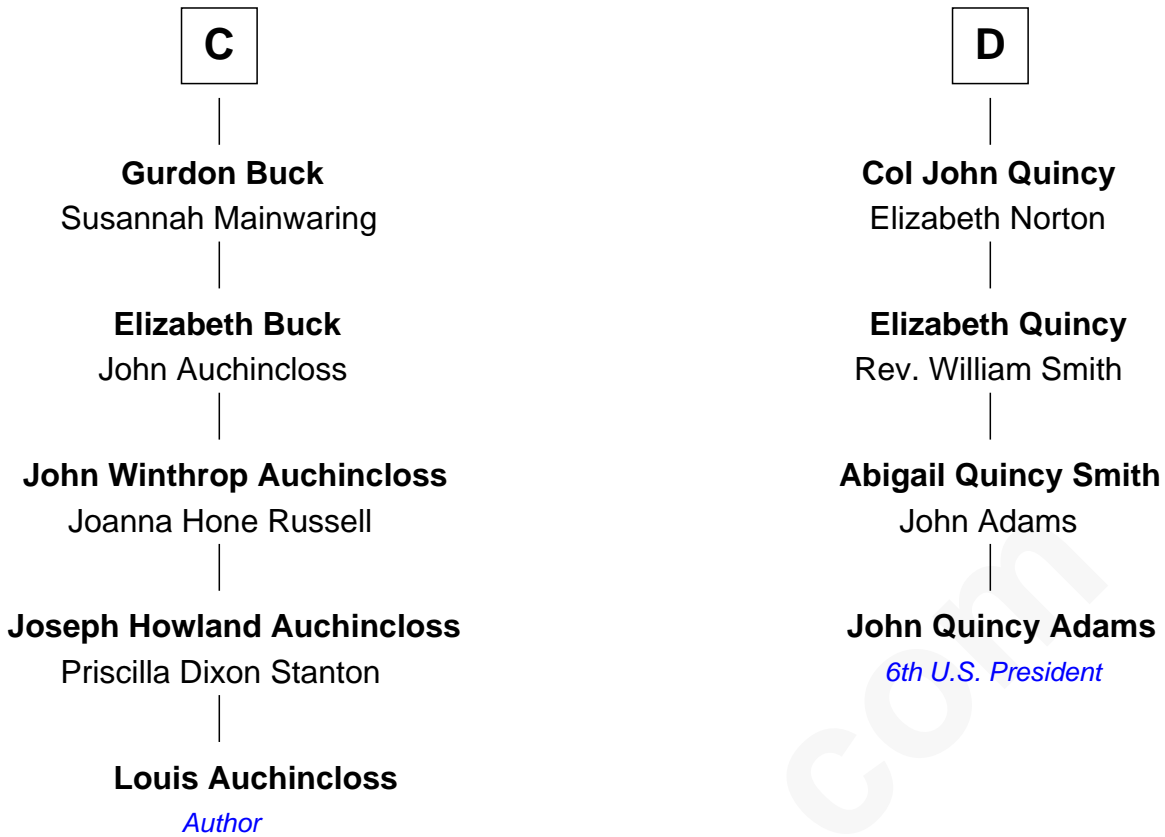 C
Gurdon Buck
Susannah Mainwaring
Elizabeth Buck
John Auchincloss
John Winthrop Auchincloss
Joanna Hone Russell
Joseph Howland Auchincloss
Priscilla Dixon Stanton
Louis Auchincloss
Author
D
Col John Quincy
Elizabeth Norton
Elizabeth Quincy
Rev. William Smith
Abigail Quincy Smith
John Adams
John Quincy Adams
6th U.S. President
com